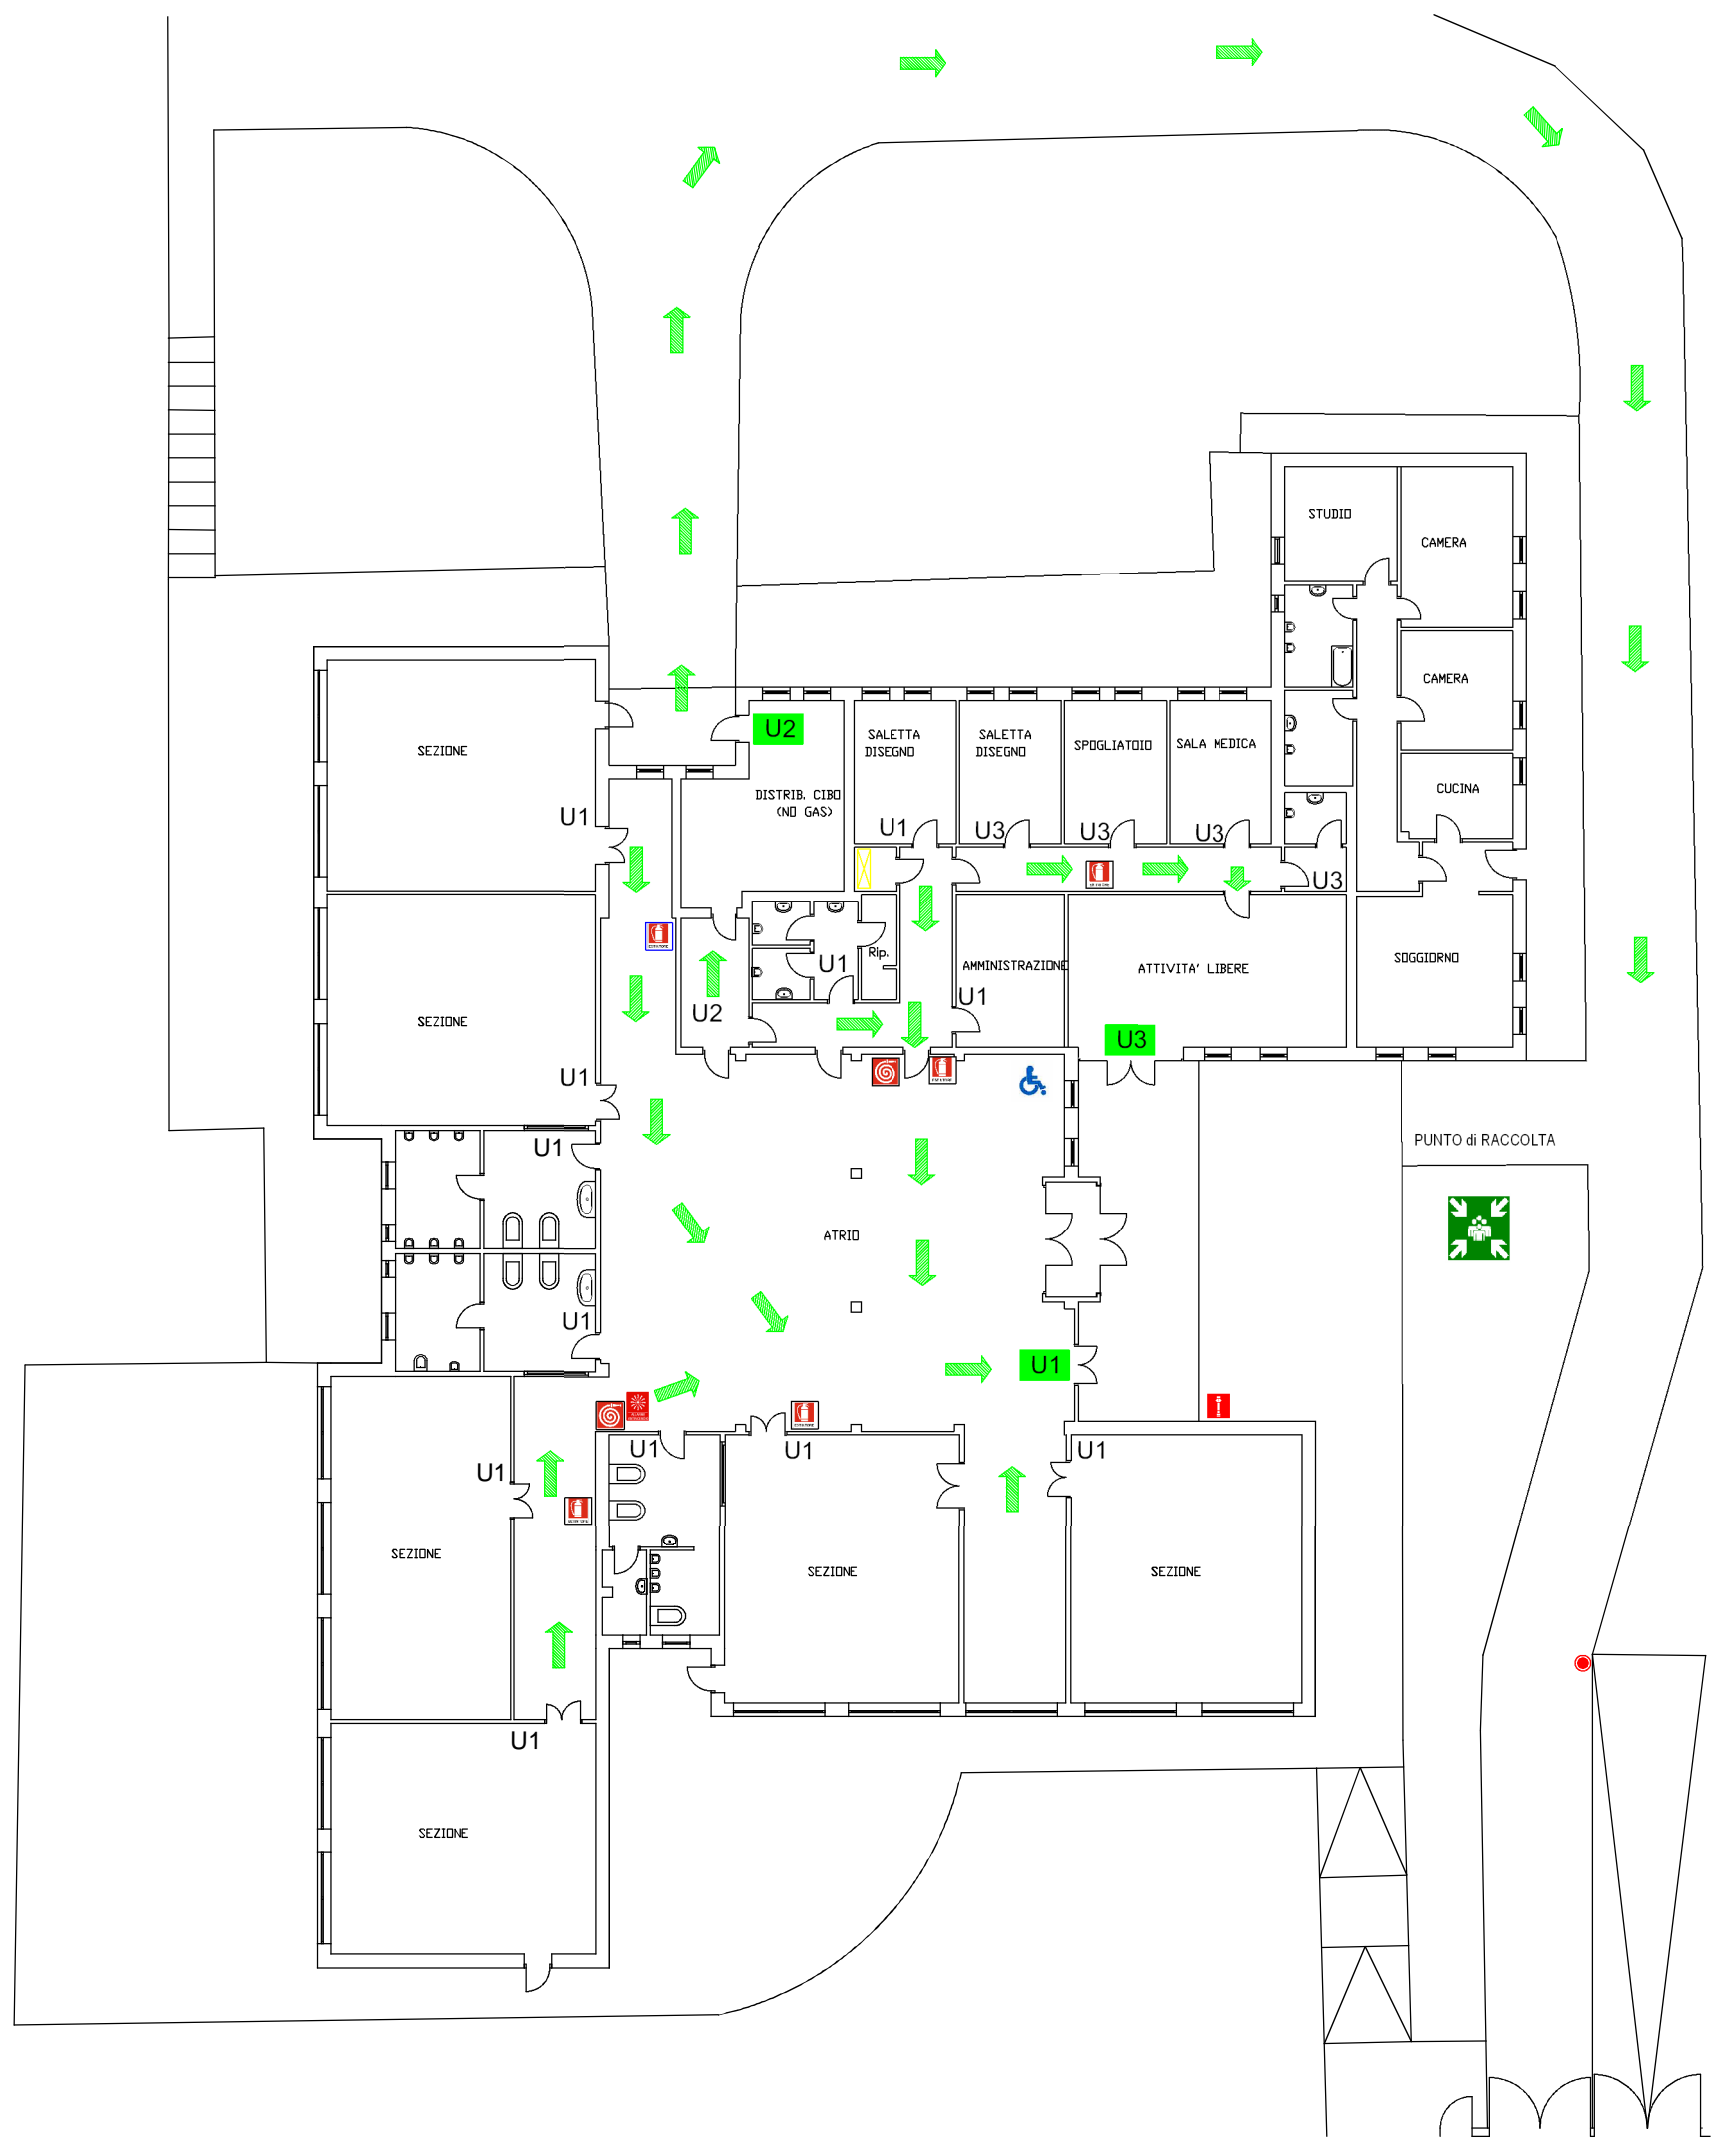 STUDIO
CAMERA
CAMERA
CUCINA
SOGGIORNO
SEZIONE
U1
U2
DISTRIB. CIBO
(NO GAS)
SALETTA
DISEGNO
U1
SALETTA
DISEGNO
U3
SPOGLIATOIO
U3
SALA MEDICA
U3
U3
SEZIONE
U1
U2
U1
Rip.
AMMINISTRAZIONE
U1
ATTIVITA' LIBERE
U3
PUNTO di RACCOLTA
U1
U1
ATRIO
U1
U1
U1
U1
U1
SEZIONE
SEZIONE
SEZIONE
U1
SEZIONE